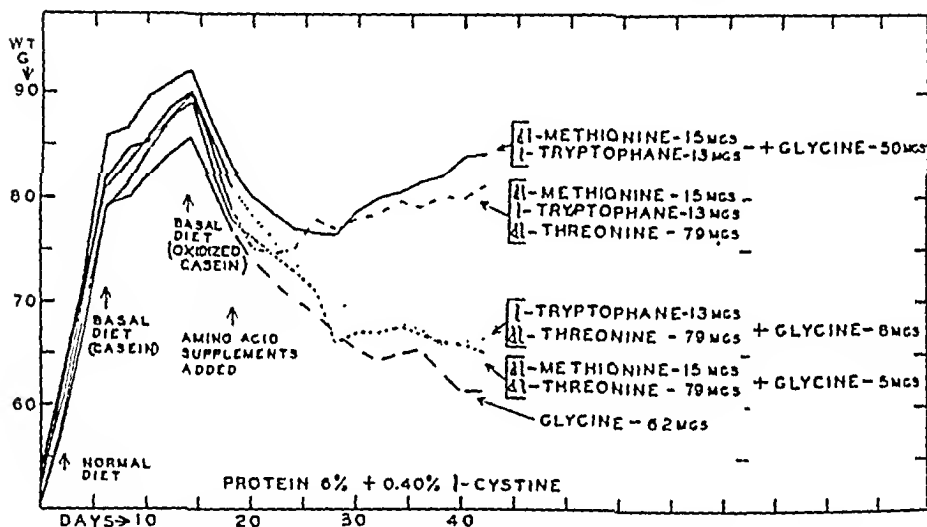 WT
G
90
80
70
60
BASAL
DIET
(CASEIN)
NORMAL
DIET
BASAL
DIET
(OXIDIZED
CASEIN)
AMINO ACID
SUPPLEMENTS
ADDED
dl-METHIONINE-15 MGS
l-TRYPTOPHANE-13 MGS
+ GLYCINE-50 MGS
dl-METHIONINE-15 MGS
l-TRYPTOPHANE-13 MGS
dl-THREONINE-79 MGS
l-TRYPTOPHANE-13 MGS
dl-THREONINE-79 MGS
+ GLYCINE-8 MGS
dl-METHIONINE-15 MGS
dl-THREONINE-79 MGS
+ GLYCINE-5 MGS
GLYCINE-62 MGS
PROTEIN 6% + 0.40% l-CYSTINE
DAYS→ 10 20 30 40